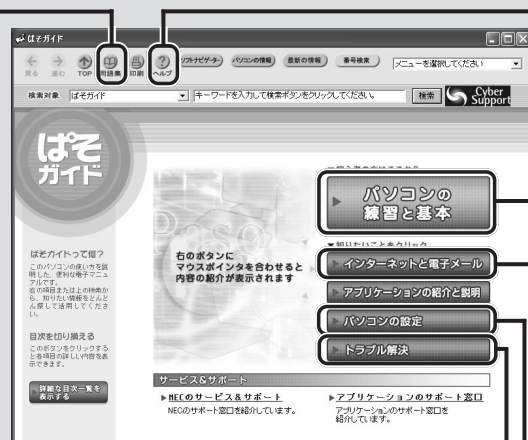 ぱそガイド
戻る 進む TOP 用語集 印刷 ヘルプ ソフトナビゲーター パソコンの情報 最新の情報 番号検索 メニューを選択してください
検索対象 ぱそガイド キーワードを入力して検索ボタンをクリックしてください。 検索 Cyber Support
ぱそ
ガイド
パソコンの
練習と基本
▼知りたいことをクリック
右のボタンに
マウスポインタを合わせると
内容の紹介が表示されます
インターネットと電子メール
アプリケーションの紹介と説明
パソコンの設定
トラブル解決
ぱそガイドって何?
このパソコンの使い方を説
明した、便利な電子マニュ
アルです。
右の項目または上の検索か
ら、知りたい情報をどんど
ん探して活用してくださ
い。
目次を切り換える
このボタンをクリックする
と各項目の詳しい内容を表
示できます。
詳細な目次一覧を
表示する
サービス&サポート
▶NECのサービス&サポート
NECのサポート窓口を紹介しています。
▶アプリケーションのサポート窓口
アプリケーションのサポート窓口を
紹介しています。